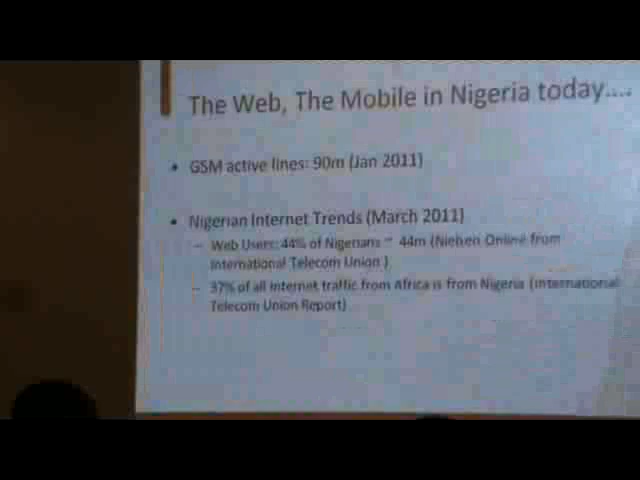 The Web, The Mobile in Nigeria today....
• GSM active lines: 90m (Jan 2011)
• Nigerian Internet Trends (March 2011)
– Web Users: 44% of Nigerians ~ 44m (Nielsen Online from
International Telecom Union )
– 37% of all internet traffic from Africa is from Nigeria (International
Telecom Union Report)